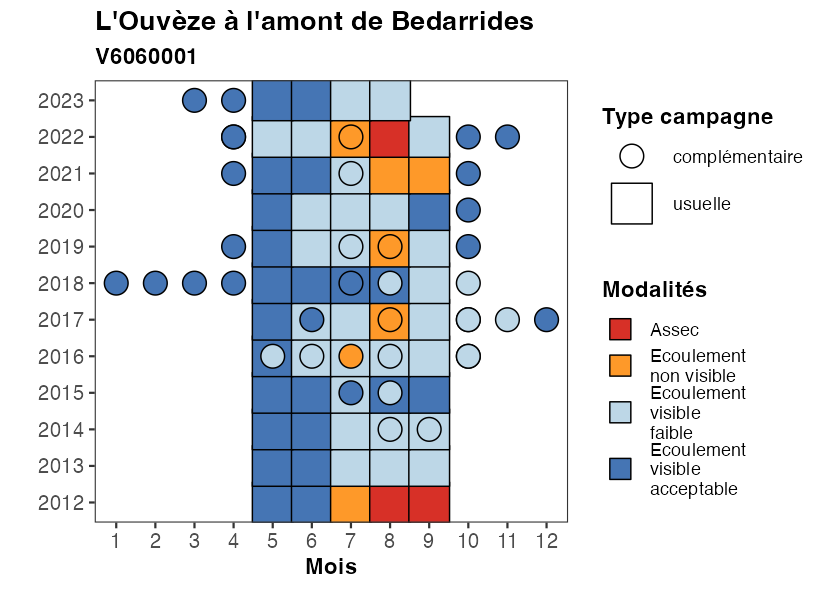 L'Ouvèze à l'amont de Bedarrides
V6060001
2023
2022
2021
2020
2019
2018
2017
2016
2015
2014
2013
2012
1 2 3 4 5 6 7 8 9 10 11 12
Mois
Type campagne
complémentaire
usuelle
Modalités
Assec
Ecoulement
non visible
Ecoulement
visible
faible
Ecoulement
visible
acceptable